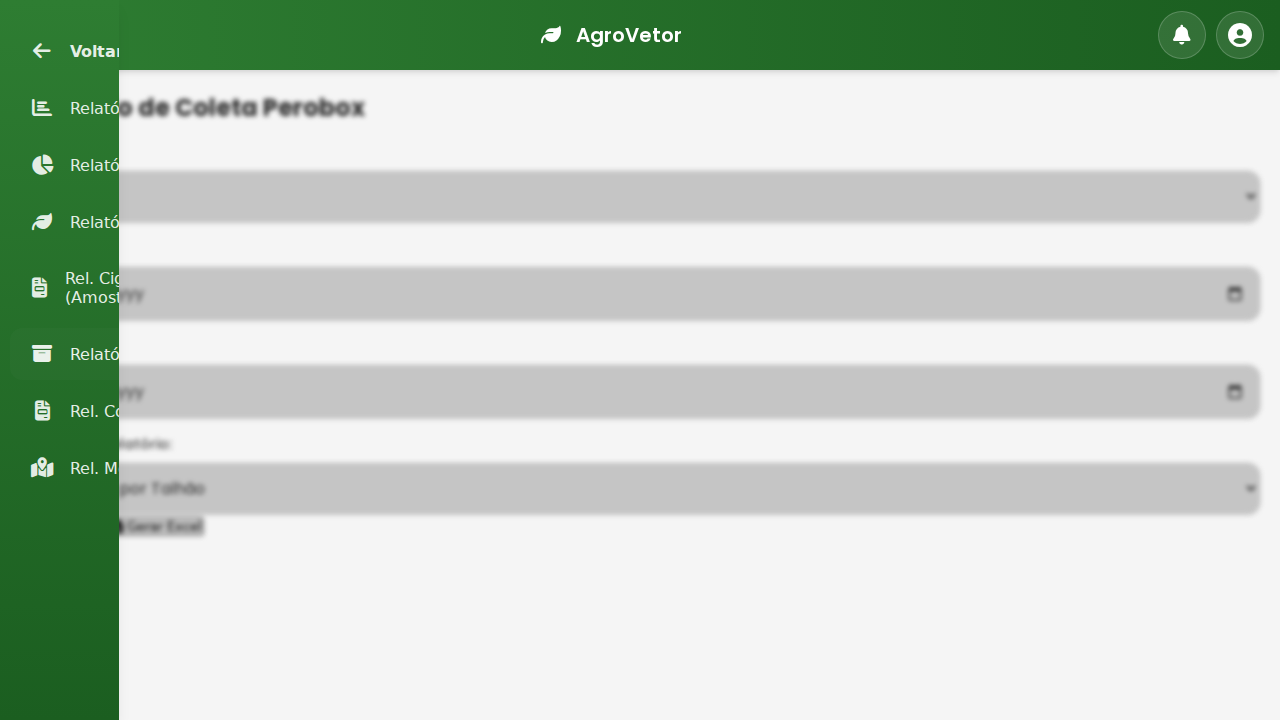 AgroVetor
Voltar
Relató
Relató
Relató
Rel. Cig
(Amost
Relató
Rel. Co
Rel. M
o de Coleta Perobox
yyy
yyy
latório:
por Talhão
Gerar Excel